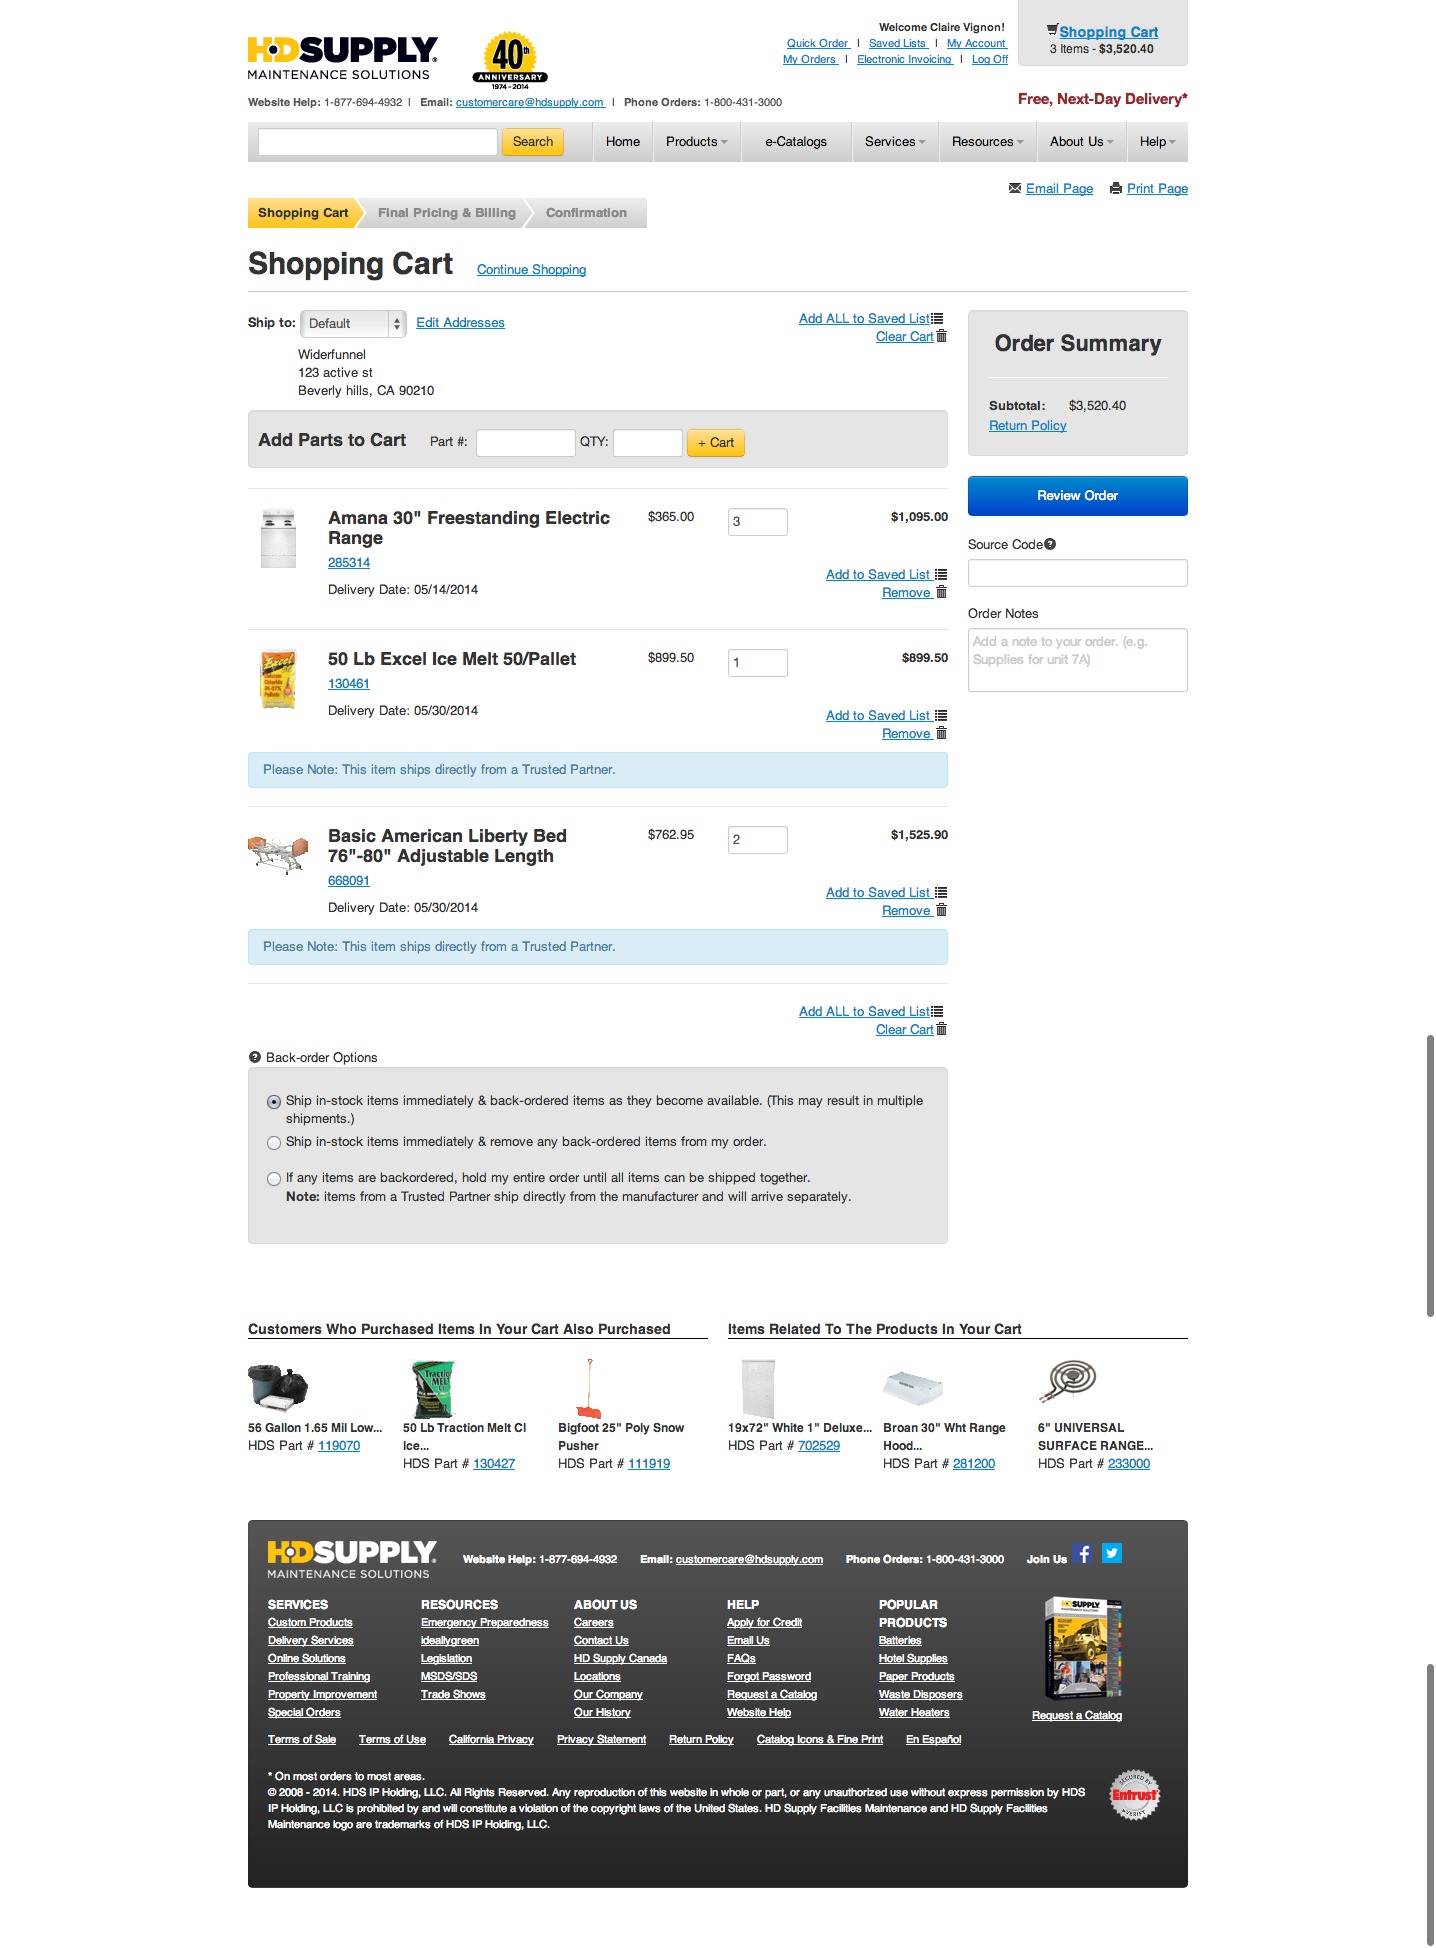 HDSUPPLY
MAINTENANCE SOLUTIONS
40th
ANNIVERSARY
1974-2014
Welcome Claire Vignon!
Quick Order | Saved Lists | My Account
My Orders | Electronic Invoicing | Log Off
Shopping Cart
3 Items - $3,520.40
Website Help: 1-877-694-4932 | Email: customercare@hdsupply.com | Phone Orders: 1-800-431-3000
Free, Next-Day Delivery*
Search
Home
Products
e-Catalogs
Services
Resources
About Us
Help
Email Page
Print Page
Shopping Cart
Final Pricing & Billing
Confirmation
Shopping Cart
Continue Shopping
Ship to:
Default
Edit Addresses
Widerfunnel
123 active st
Beverly hills, CA 90210
Add ALL to Saved List
Clear Cart
Add Parts to Cart Part #: QTY: + Cart
Order Summary
Subtotal: $3,520.40
Return Policy
Review Order
Source Code
Order Notes
Add a note to your order. (e.g.
Supplies for unit 7A)
Amana 30" Freestanding Electric
Range
285314
Delivery Date: 05/14/2014
$365.00
3
$1,095.00
Add to Saved List
Remove
Excel
50 Lb Excel Ice Melt 50/Pallet
130461
Delivery Date: 05/30/2014
$899.50
1
$899.50
Add to Saved List
Remove
Please Note: This item ships directly from a Trusted Partner.
Basic American Liberty Bed
76"-80" Adjustable Length
668091
Delivery Date: 05/30/2014
$762.95
2
$1,525.90
Add to Saved List
Remove
Please Note: This item ships directly from a Trusted Partner.
Add ALL to Saved List
Clear Cart
Back-order Options
Ship in-stock items immediately & back-ordered items as they become available. (This may result in multiple
shipments.)
Ship in-stock items immediately & remove any back-ordered items from my order.
If any items are backordered, hold my entire order until all items can be shipped together.
Note: items from a Trusted Partner ship directly from the manufacturer and will arrive separately.
Customers Who Purchased Items In Your Cart Also Purchased
56 Gallon 1.65 Mil Low...
HDS Part # 119070
50 Lb Traction Melt Cl
Ice...
HDS Part # 130427
Bigfoot 25" Poly Snow
Pusher
HDS Part # 111919
Items Related To The Products In Your Cart
19x72" White 1" Deluxe...
HDS Part # 702529
Broan 30" Wht Range
Hood...
HDS Part # 281200
6" UNIVERSAL
SURFACE RANGE...
HDS Part # 233000
HDSUPPLY
MAINTENANCE SOLUTIONS
Website Help: 1-877-694-4932
Email: customercare@hdsupply.com
Phone Orders: 1-800-431-3000
Join Us
SERVICES
Custom Products
Delivery Services
Online Solutions
Professional Training
Property Improvement
Special Orders
RESOURCES
Emergency Preparedness
ideallygreen
Legislation
MSDS/SDS
Trade Shows
ABOUT US
Careers
Contact Us
HD Supply Canada
Locations
Our Company
Our History
HELP
Apply for Credit
Email Us
FAQs
Forgot Password
Request a Catalog
Website Help
POPULAR
PRODUCTS
Batteries
Hotel Supplies
Paper Products
Waste Disposers
Water Heaters
HDSUPPLY
Request a Catalog
Terms of Sale
Terms of Use
California Privacy
Privacy Statement
Return Policy
Catalog Icons & Fine Print
En Español
* On most orders to most areas.
© 2008 - 2014. HDS IP Holding, LLC. All Rights Reserved. Any reproduction of this website in whole or part, or any unauthorized use without express permission by HDS
IP Holding, LLC is prohibited by and will constitute a violation of the copyright laws of the United States. HD Supply Facilities Maintenance and HD Supply Facilities
Maintenance logo are trademarks of HDS IP Holding, LLC.
SECURED BY
Entrust
VERIFY